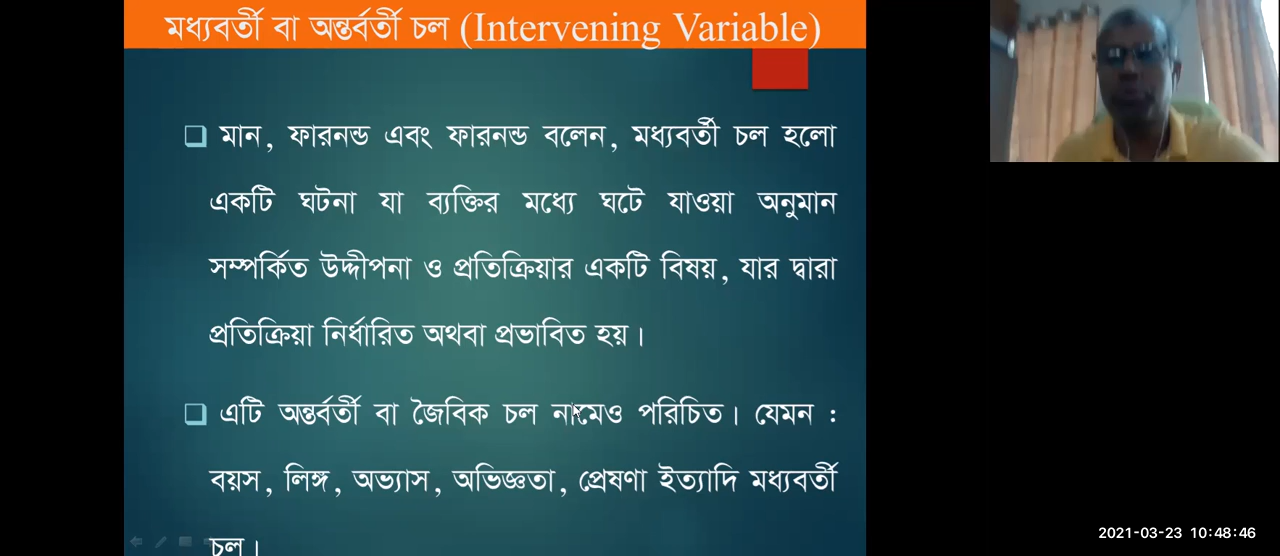 মধ্যবর্তী বা অন্তর্বর্তী চল (Intervening Variable)
মান, ফারনন্ড এবং ফারনন্ড বলেন, মধ্যবর্তী চল হলো
একটি ঘটনা যা ব্যক্তির মধ্যে ঘটে যাওয়া অনুমান
সম্পর্কিত উদ্দীপনা ও প্রতিক্রিয়ার একটি বিষয়, যার দ্বারা
প্রতিক্রিয়া নির্ধারিত অথবা প্রভাবিত হয়।
এটি অন্তর্বর্তী বা জৈবিক চল নামেও পরিচিত। যেমন :
বয়স, লিঙ্গ, অভ্যাস, অভিজ্ঞতা, প্রেষণা ইত্যাদি মধ্যবর্তী
চল।
2021-03-23 10:48:46